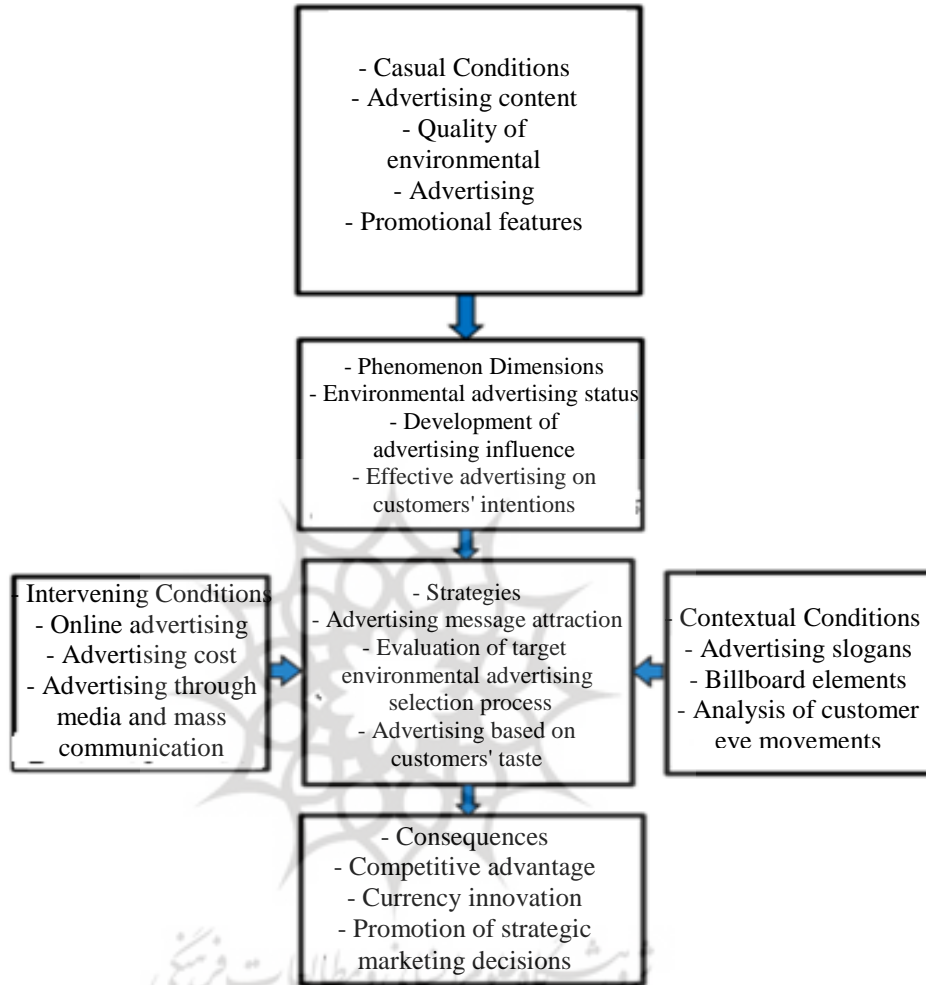 - Casual Conditions
- Advertising content
- Quality of
environmental
- Advertising
- Promotional features
- Phenomenon Dimensions
- Environmental advertising status
- Development of
advertising influence
- Effective advertising on
customers' intentions
- Intervening Conditions
- Online advertising
- Advertising cost
- Advertising through
media and mass
communication
- Strategies
- Advertising message attraction
- Evaluation of target
environmental advertising
selection process
- Advertising based on
customers' taste
- Contextual Conditions
- Advertising slogans
- Billboard elements
- Analysis of customer
eye movements
- Consequences
- Competitive advantage
- Currency innovation
- Promotion of strategic
marketing decisions